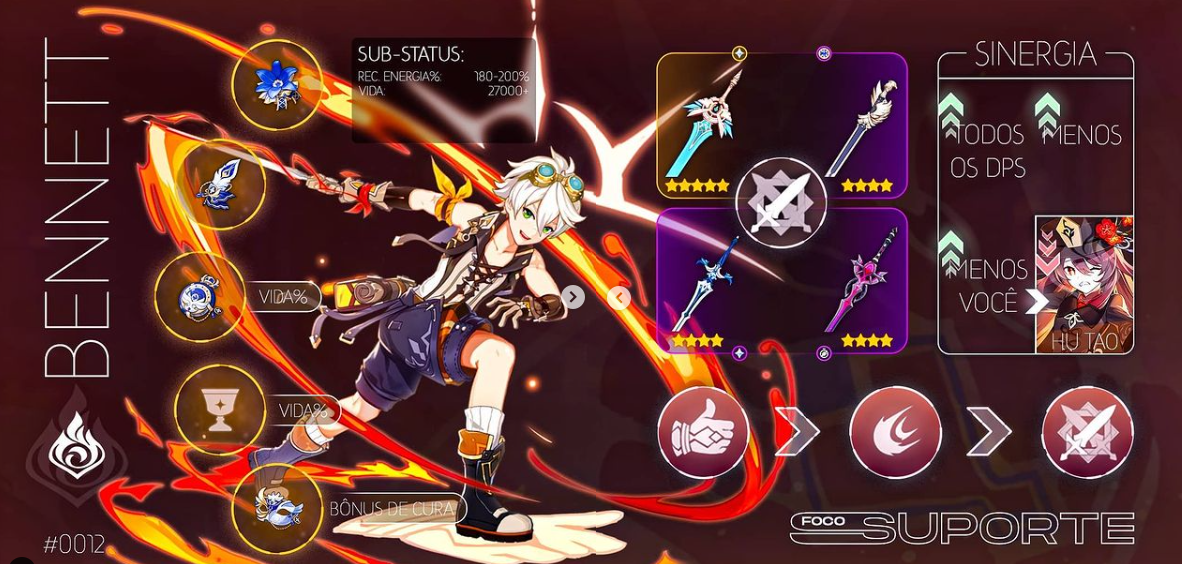 BENNETT
#0012
SUB-STATUS:
REC. ENERGIA%: 180-200%
VIDA: 27000+
VIDA%
VIDA%
BÔNUS DE CURA
SINERGIA
TODOS
OS DPS
MENOS
MENOS
VOCÊ
HU TAO
FOCO
SUPORTE